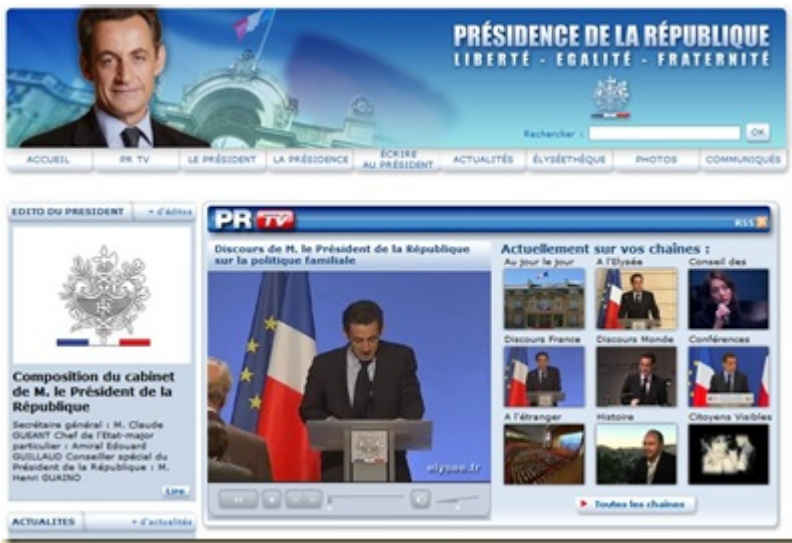 PRÉSIDENCE DE LA RÉPUBLIQUE
LIBERTÉ - EGALITÉ - FRATERNITÉ
Rechercher :
OK
ACCUEIL
PR TV
LE PRÉSIDENT
LA PRÉSIDENCE
ÉCRIRE
AU PRÉSIDENT
ACTUALITÉS
ÉLYSÉETHÈQUE
PHOTOS
COMMUNIQUÉS
EDITO DU PRESIDENT
+ d'éditos
Composition du cabinet
de M. le Président de la
République
Secrétaire général : M. Claude
GUEANT Chef de l'Etat-major
particulier : Amiral Edouard
GUILLAUD Conseiller spécial du
Président de la République : M.
Henri GUAINO
Lire
ACTUALITES
+ d'actualités
PR TV
RSS
Discours de M. le Président de la République
sur la politique familiale
elysee.fr
Actuellement sur vos chaînes :
Au jour le jour
A l'Elysée
Conseil des
Discours France
Discours Monde
Conférences
A l'étranger
Histoire
Citoyens Visibles
Toutes les chaînes